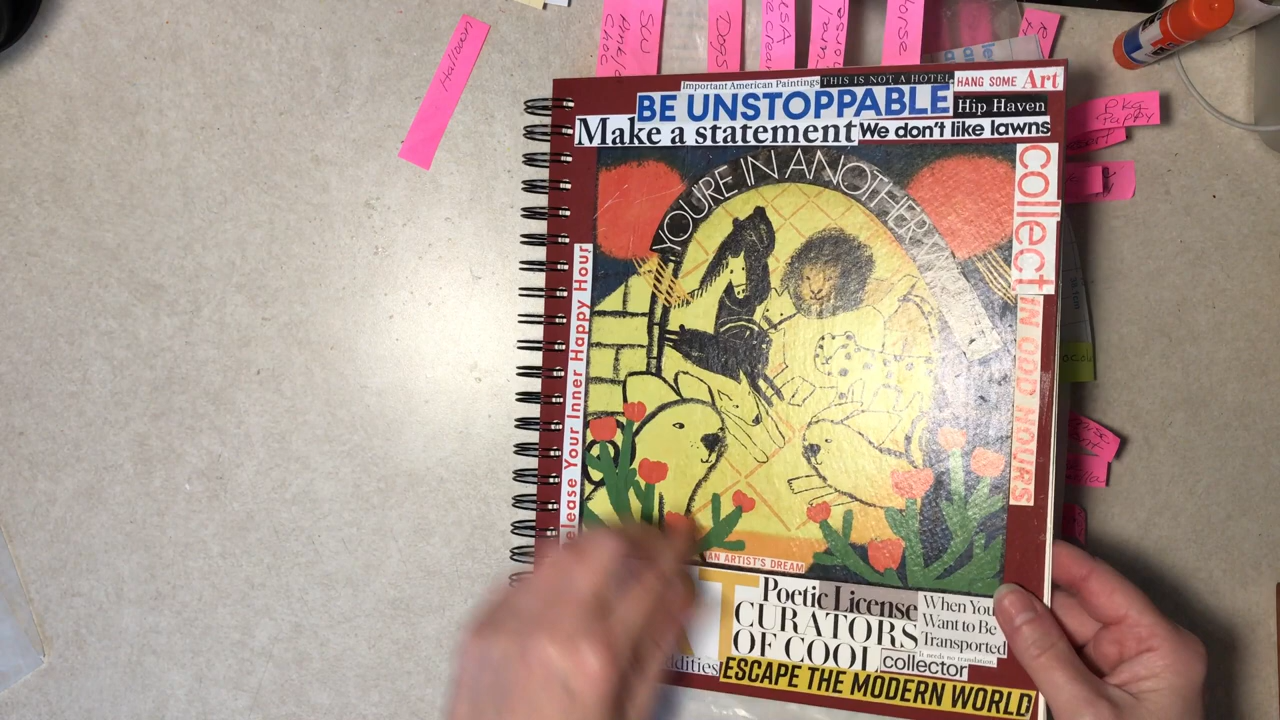 Hallown
Dogs
Important American Paintings
THIS IS NOT A HOTEL
HANG SOME Art
BE UNSTOPPABLE
Hip Haven
Make a statement
We don't like lawns
PKg
Puppy
YOU'RE IN ANOTHER
collect
IN ODD HOURS
elease Your Inner Happy Hour
AN ARTIST'S DREAM
Poetic License
CURATORS
OF COOL
When You
Want to Be
Transported
It needs no translation.
collector
ddities
ESCAPE THE MODERN WORLD